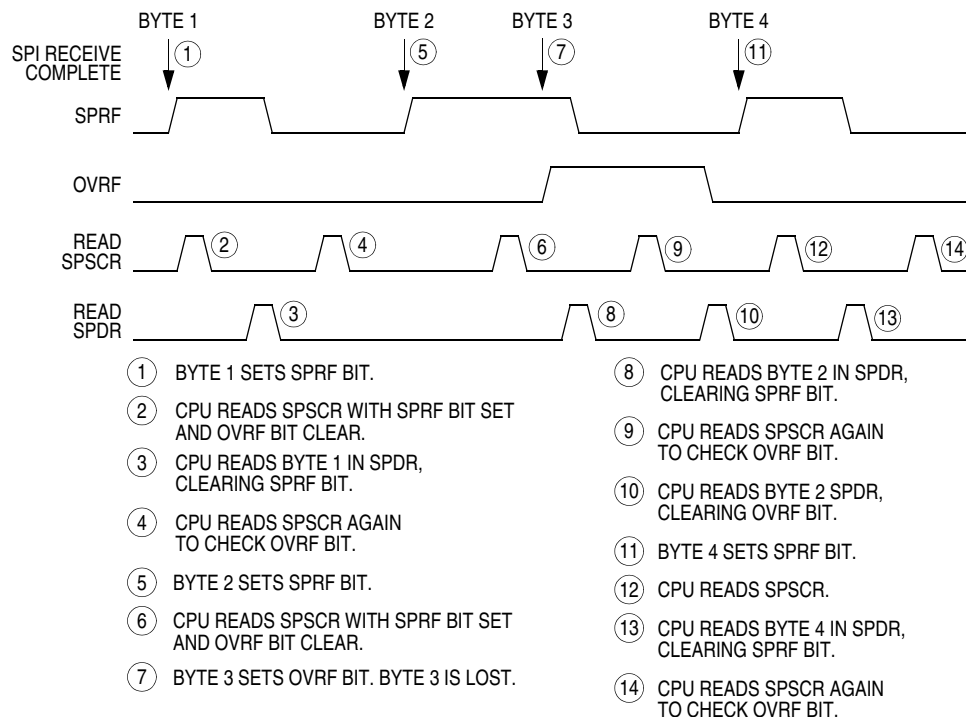 BYTE 1 BYTE 2 BYTE 3 BYTE 4
SPI RECEIVE
COMPLETE
1 5 7 11
SPRF
OVRF
READ
SPSCR
2 4 6 9 12 14
READ
SPDR
3 8 10 13
1 BYTE 1 SETS SPRF BIT.
2 CPU READS SPSCR WITH SPRF BIT SET
AND OVRF BIT CLEAR.
3 CPU READS BYTE 1 IN SPDR,
CLEARING SPRF BIT.
4 CPU READS SPSCR AGAIN
TO CHECK OVRF BIT.
5 BYTE 2 SETS SPRF BIT.
6 CPU READS SPSCR WITH SPRF BIT SET
AND OVRF BIT CLEAR.
7 BYTE 3 SETS OVRF BIT. BYTE 3 IS LOST.
8 CPU READS BYTE 2 IN SPDR,
CLEARING SPRF BIT.
9 CPU READS SPSCR AGAIN
TO CHECK OVRF BIT.
10 CPU READS BYTE 2 SPDR,
CLEARING OVRF BIT.
11 BYTE 4 SETS SPRF BIT.
12 CPU READS SPSCR.
13 CPU READS BYTE 4 IN SPDR,
CLEARING SPRF BIT.
14 CPU READS SPSCR AGAIN
TO CHECK OVRF BIT.